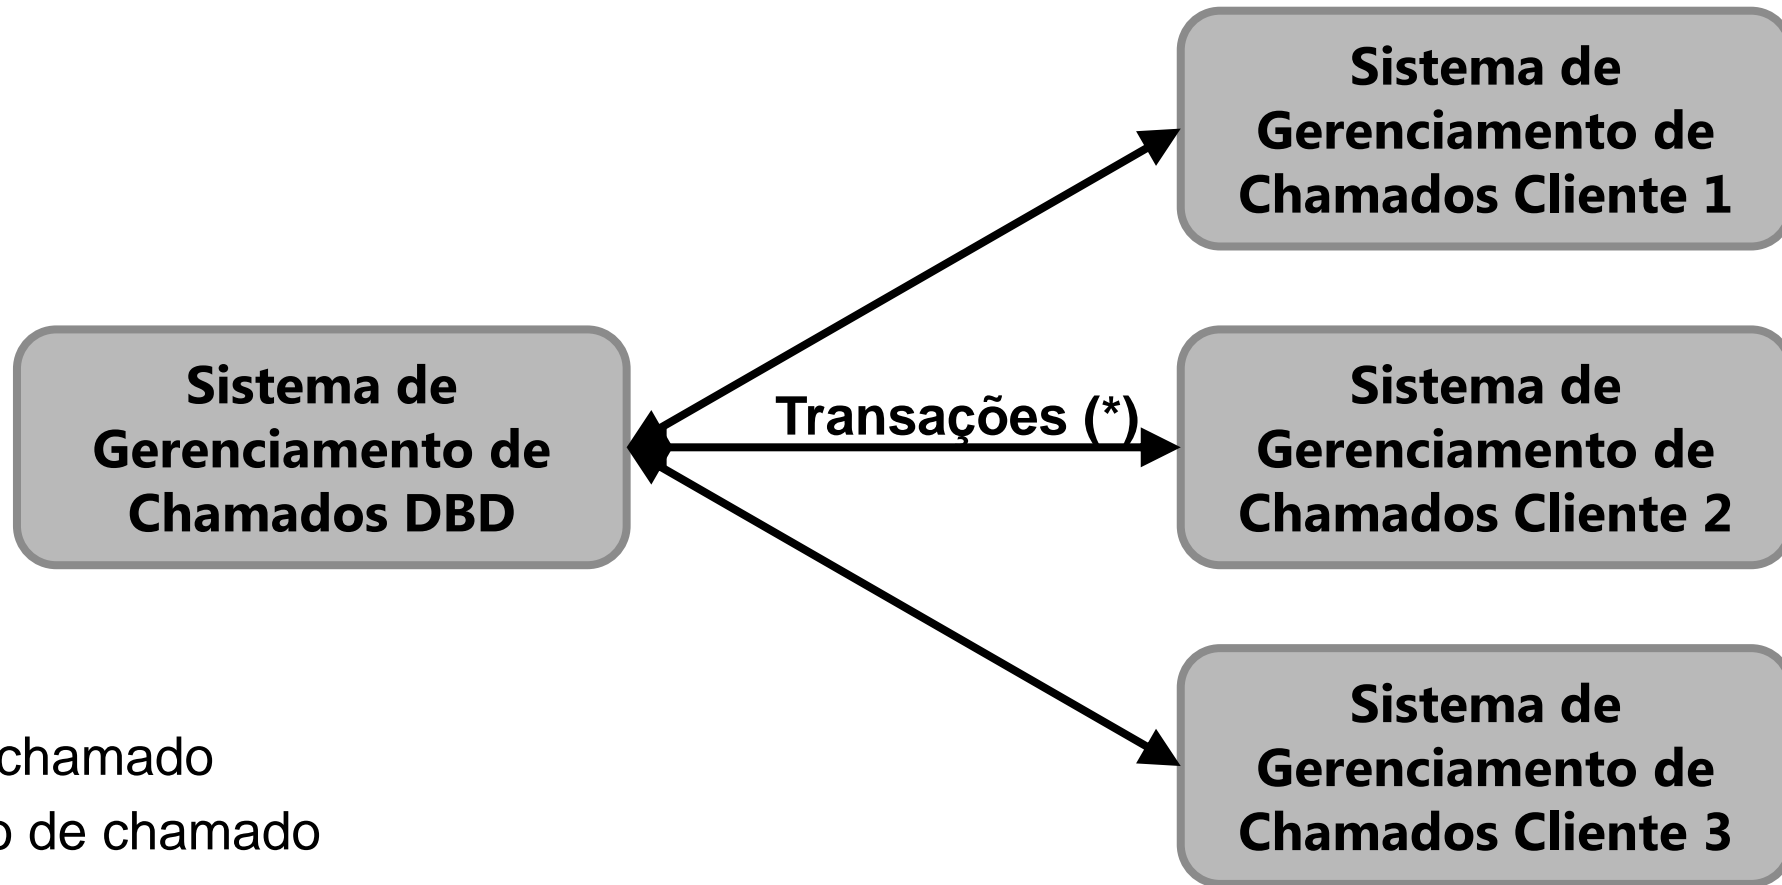 Sistema de
Gerenciamento de
Chamados Cliente 1
Sistema de
Gerenciamento de
Chamados DBD
Transações (*)
Sistema de
Gerenciamento de
Chamados Cliente 2
Sistema de
Gerenciamento de
Chamados Cliente 3
chamado
o de chamado